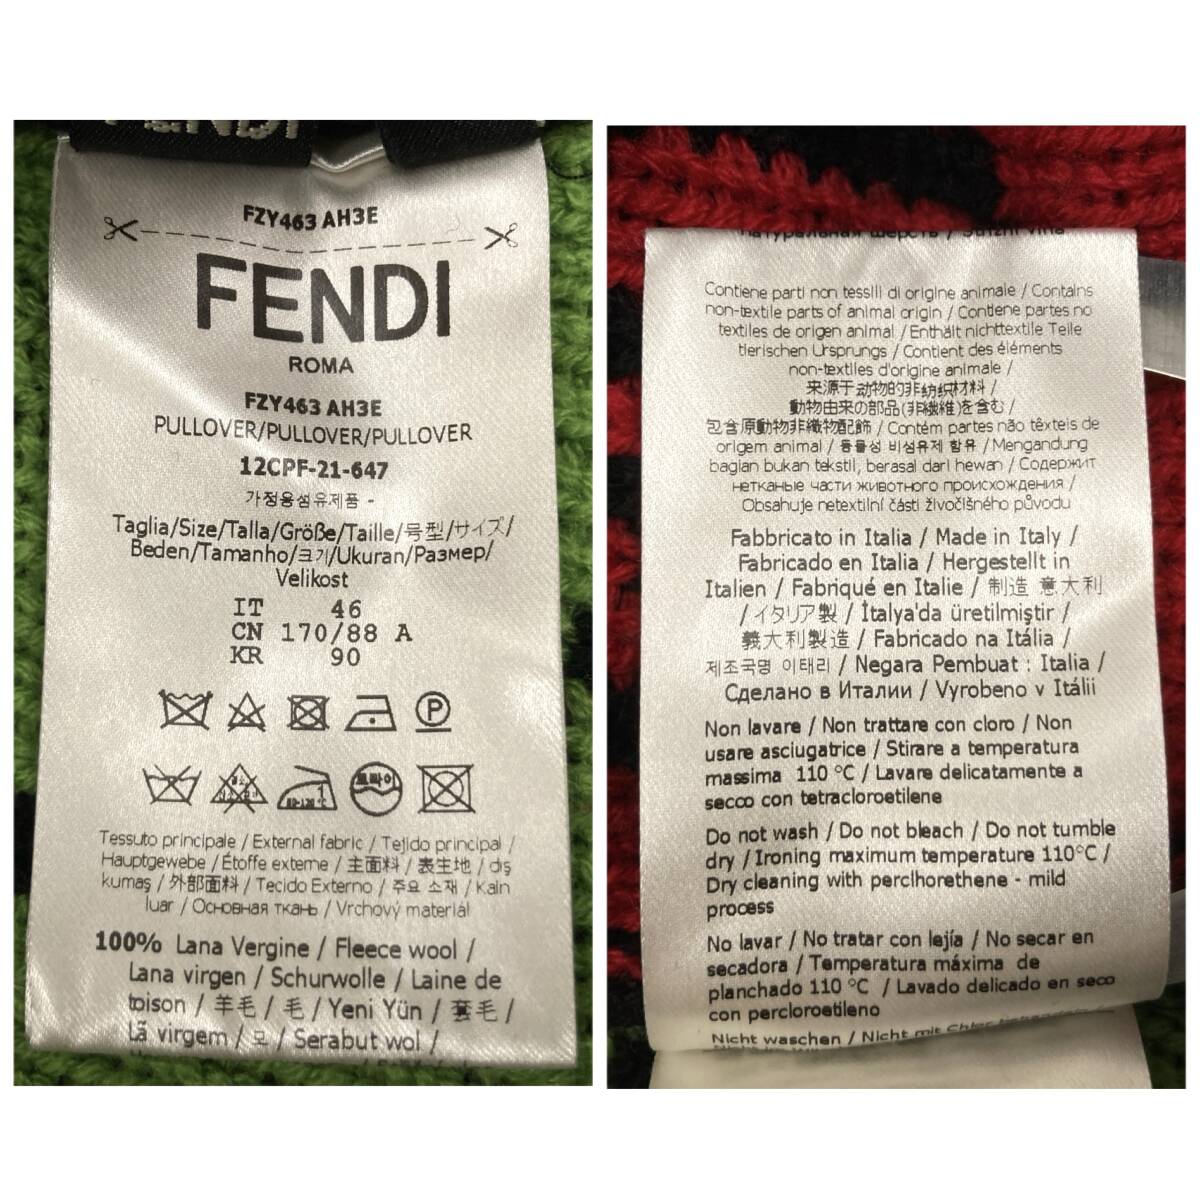 FENDI
FZY463 AH3E
FENDI
ROMA
FZY463 AH3E
PULLOVER/PULLOVER/PULLOVER
12CPF-21-647
가정용섬유제품 -
Taglia/Size/Talla/Größe/Taille/号型/サイズ/
Beden/Tamanho/크기/Ukuran/Размер/
Velikost
IT 46
CN 170/88 A
KR 90
P
드라이
Tessuto principale / External fabric / Tejido principal /
Hauptgewebe / Étoffe externe / 主面料 / 表生地 / dış
kumaş / 外部面料 / Tecido Externo / 주요 소재 / Kain
luar / Основная ткань / Vrchový materiál
100% Lana Vergine / Fleece wool /
Lana virgen / Schurwolle / Laine de
toison / 羊毛 / 毛 / Yeni Yün / 套毛 /
Lã virgem / 모 / Serabut wol /
натуральная шерсть / Střižní vlna
Contiene parti non tessili di origine animale / Contains
non-textile parts of animal origin / Contiene partes no
textiles de origen animal / Enthält nichttextile Teile
tierischen Ursprungs / Contient des éléments
non-textiles d'origine animale /
来源于动物的非纺织材料 /
動物由来の部品(非繊維)を含む /
包含原動物非織物配飾 / Contém partes não têxteis de
origem animal / 동물성 비섬유제 함유 / Mengandung
bagian bukan tekstil, berasal dari hewan / Содержит
нетканые части животного происхождения /
Obsahuje netextilní části živočišného původu
Fabbricato in Italia / Made in Italy /
Fabricado en Italia / Hergestellt in
Italien / Fabriqué en Italie / 制造 意大利
/ イタリア製 / İtalya'da üretilmiştir /
義大利製造 / Fabricado na Itália /
제조국명 이태리 / Negara Pembuat : Italia /
Сделано в Италии / Vyrobeno v Itálii
Non lavare / Non trattare con cloro / Non
usare asciugatrice / Stirare a temperatura
massima 110 °C / Lavare delicatamente a
secco con tetracloroetilene
Do not wash / Do not bleach / Do not tumble
dry / Ironing maximum temperature 110°C /
Dry cleaning with perclhorethene - mild
process
No lavar / No tratar con lejía / No secar en
secadora / Temperatura máxima de
planchado 110 °C / Lavado delicado en seco
con percloroetileno
Nicht waschen / Nicht mit Chlor behandeln /